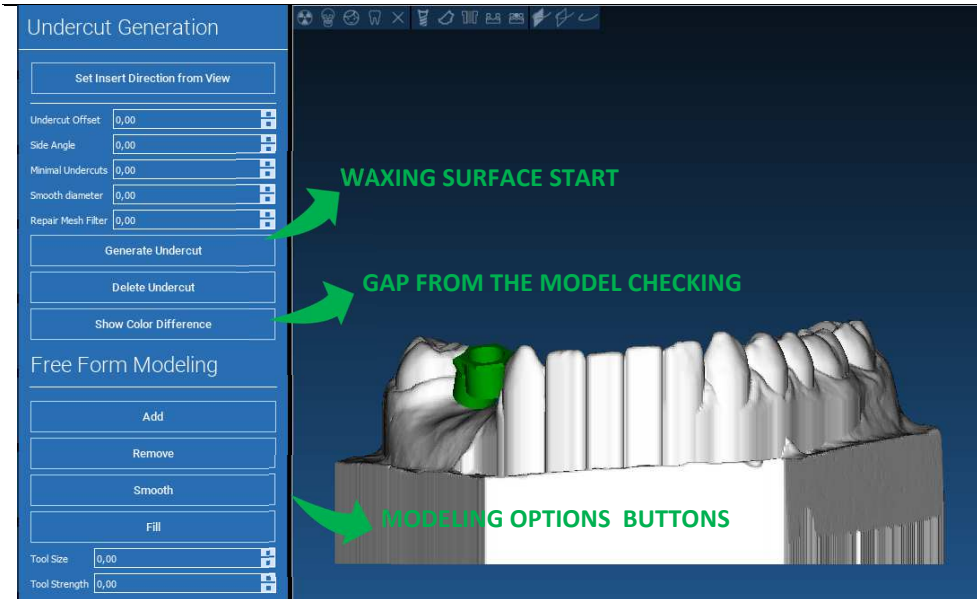 Undercut Generation
Set Insert Direction from View
Undercut Offset 0,00
Side Angle 0,00
Minimal Undercuts 0,00
Smooth diameter 0,00
Repair Mesh Filter 0,00
Generate Undercut
Delete Undercut
Show Color Difference
Free Form Modeling
Add
Remove
Smooth
Fill
Tool Size 0,00
Tool Strength 0,00
WAXING SURFACE START
GAP FROM THE MODEL CHECKING
MODELING OPTIONS BUTTONS